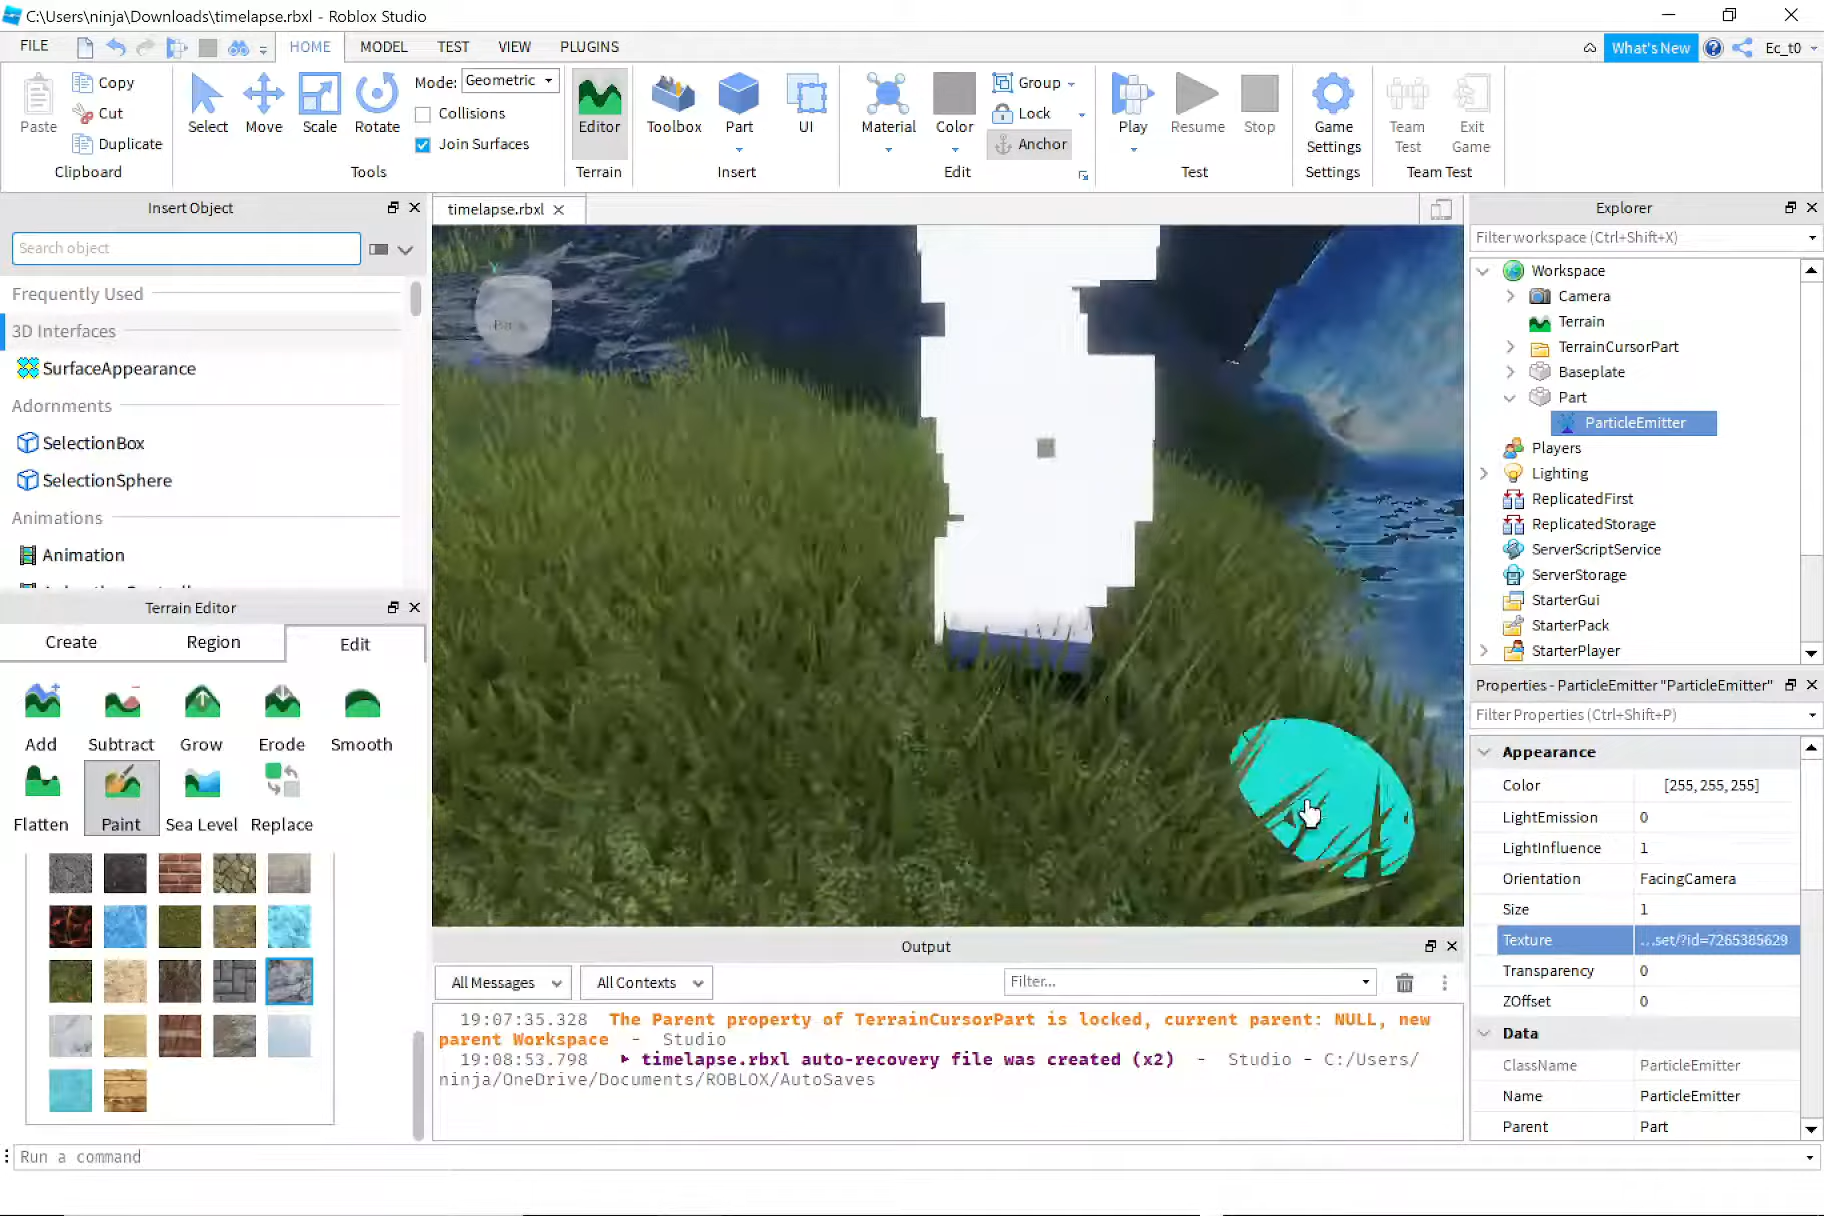 C:\Users\ninja\Downloads\timelapse.rbxl - Roblox Studio
FILE
HOME
MODEL
TEST
VIEW
PLUGINS
What's New
Ec_t0
Paste
Copy
Cut
Duplicate
Clipboard
Select
Move
Scale
Rotate
Mode: Geometric
Collisions
Join Surfaces
Tools
Editor
Terrain
Toolbox
Part
UI
Insert
Material
Color
Group
Lock
Anchor
Edit
Play
Resume
Stop
Test
Game
Settings
Settings
Team
Test
Exit
Game
Team Test
Insert Object
Search object
Frequently Used
3D Interfaces
SurfaceAppearance
Adornments
SelectionBox
SelectionSphere
Animations
Animation
Terrain Editor
Create
Region
Edit
Add
Subtract
Grow
Erode
Smooth
Flatten
Paint
Sea Level
Replace
timelapse.rbxl
Y
Output
All Messages
All Contexts
Filter...
19:07:35.328 The Parent property of TerrainCursorPart is locked, current parent: NULL, new
parent Workspace - Studio
19:08:53.798 timelapse.rbxl auto-recovery file was created (x2) - Studio - C:/Users/
ninja/OneDrive/Documents/ROBLOX/AutoSaves
Explorer
Filter workspace (Ctrl+Shift+X)
Workspace
Camera
Terrain
TerrainCursorPart
Baseplate
Part
ParticleEmitter
Players
Lighting
ReplicatedFirst
ReplicatedStorage
ServerScriptService
ServerStorage
StarterGui
StarterPack
StarterPlayer
Properties - ParticleEmitter "ParticleEmitter"
Filter Properties (Ctrl+Shift+P)
Appearance
Color [255, 255, 255]
LightEmission 0
LightInfluence 1
Orientation FacingCamera
Size 1
Texture ...set/?id=7265385629
Transparency 0
ZOffset 0
Data
ClassName ParticleEmitter
Name ParticleEmitter
Parent Part
Run a command